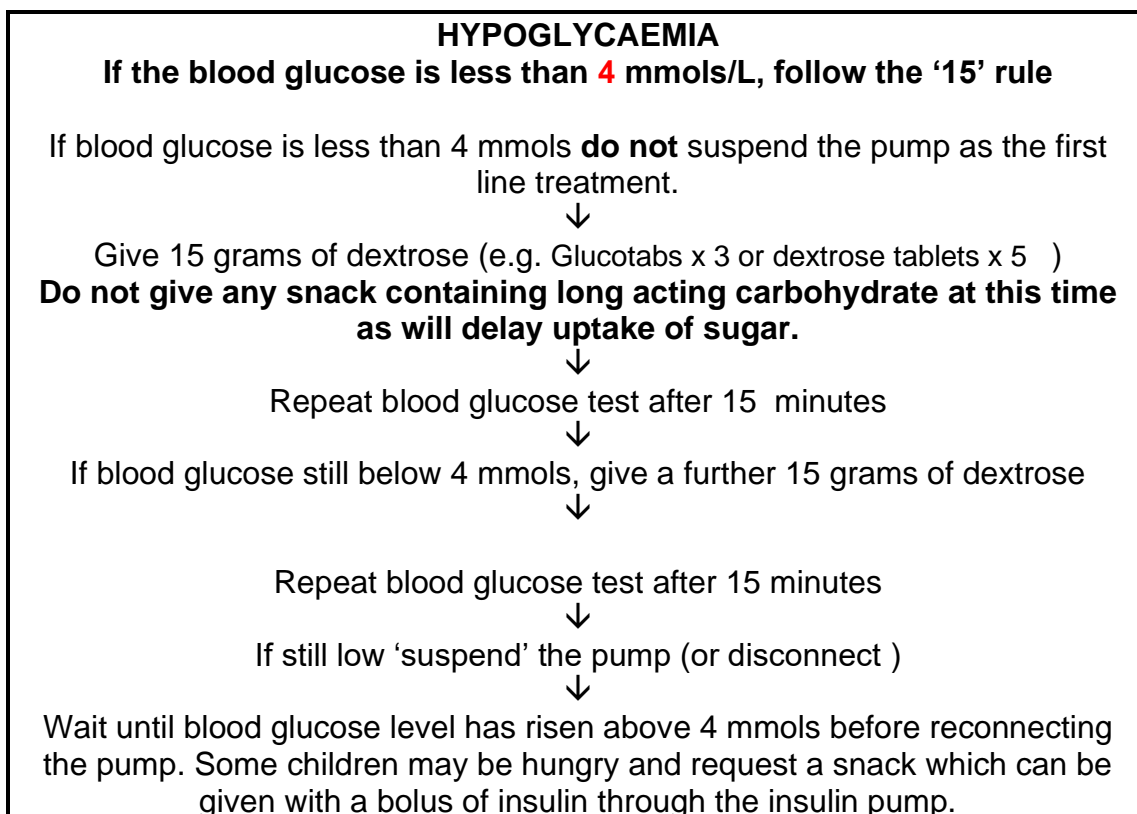 HYPOGLYCAEMIA
If the blood glucose is less than 4 mmols/L, follow the ‘15’ rule
If blood glucose is less than 4 mmols do not suspend the pump as the first
line treatment.
↓
Give 15 grams of dextrose (e.g. Glucotabs x 3 or dextrose tablets x 5   )
Do not give any snack containing long acting carbohydrate at this time
as will delay uptake of sugar.
↓
Repeat blood glucose test after 15  minutes
↓
If blood glucose still below 4 mmols, give a further 15 grams of dextrose
↓
Repeat blood glucose test after 15 minutes
↓
If still low ‘suspend’ the pump (or disconnect )
↓
Wait until blood glucose level has risen above 4 mmols before reconnecting
the pump. Some children may be hungry and request a snack which can be
given with a bolus of insulin through the insulin pump.